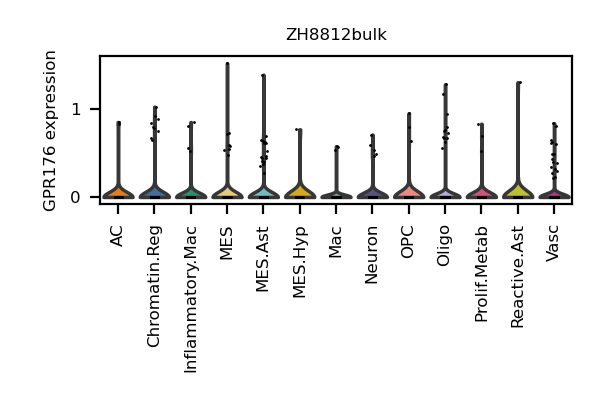 ZH8812bulk
GPR176 expression
1
0
AC
Chromatin.Reg
Inflammatory.Mac
MES
MES.Ast
MES.Hyp
Mac
Neuron
OPC
Oligo
Prolif.Metab
Reactive.Ast
Vasc